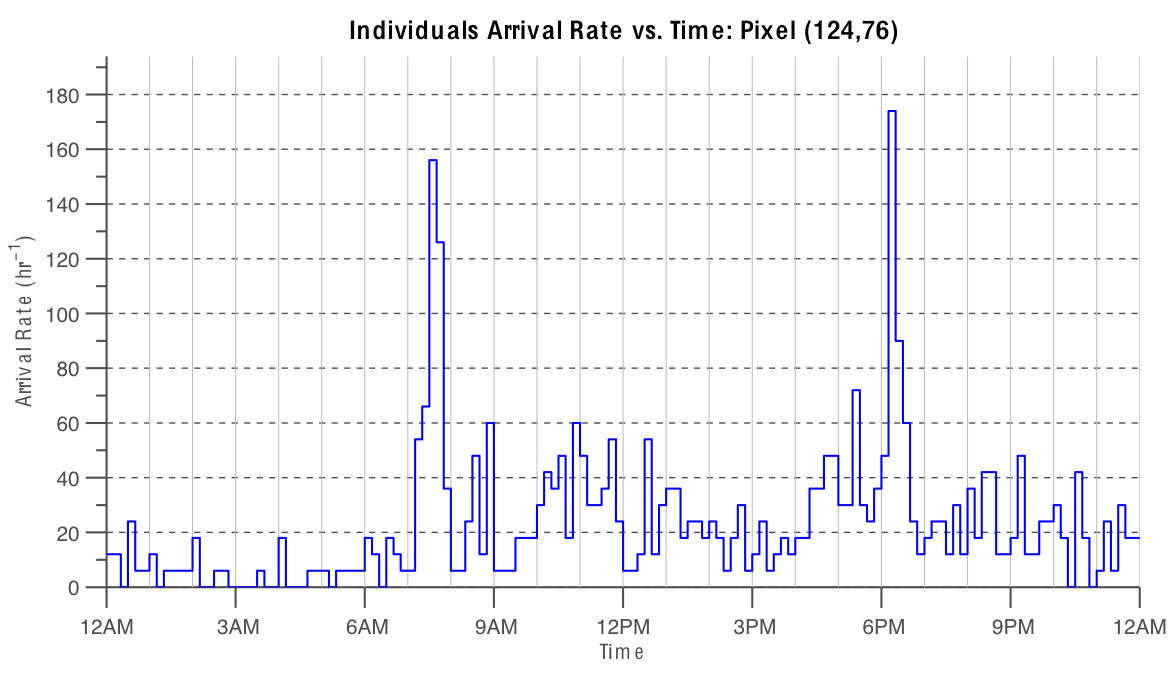 Individuals Arrival Rate vs. Time: Pixel (124,76)
Arrival Rate (hr⁻¹)
180
160
140
120
100
80
60
40
20
0
12AM 3AM 6AM 9AM 12PM 3PM 6PM 9PM 12AM
Time